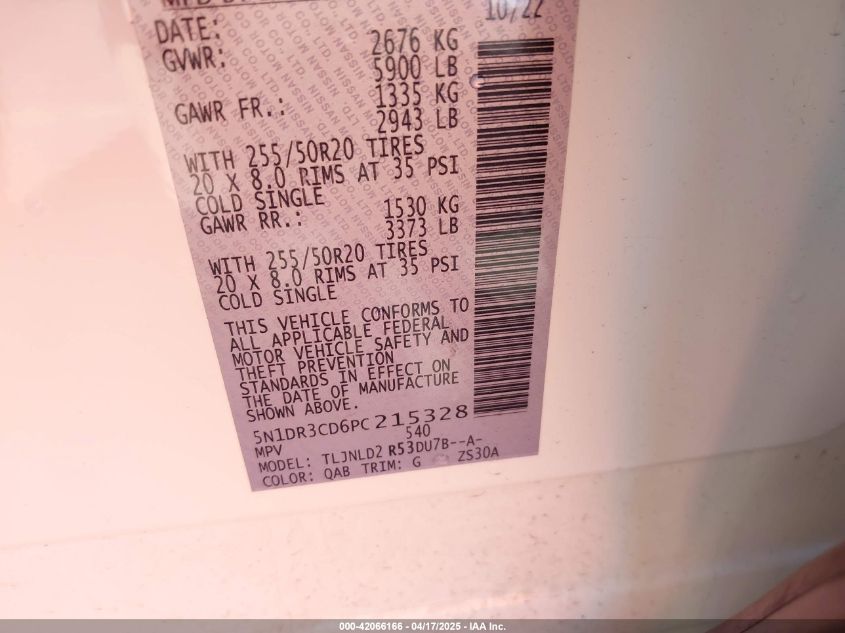 10/22
DATE:
GVWR: 2676 KG
5900 LB
GAWR FR.: 1335 KG
2943 LB
WITH 255/50R20 TIRES
20 X 8.0 RIMS AT 35 PSI
COLD SINGLE
GAWR RR.: 1530 KG
3373 LB
WITH 255/50R20 TIRES
20 X 8.0 RIMS AT 35 PSI
COLD SINGLE
THIS VEHICLE CONFORMS TO
ALL APPLICABLE FEDERAL
MOTOR VEHICLE SAFETY AND
THEFT PREVENTION
STANDARDS IN EFFECT ON
THE DATE OF MANUFACTURE
SHOWN ABOVE.
5N1DR3CD6PC215328
MPV 540
MODEL: TLJNLD2 R53DU7B--A-
COLOR: QAB TRIM: G ZS30A
000-42066166 - 04/17/2025 - IAA Inc.